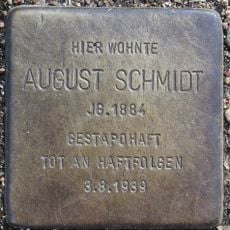 HIER WOHNTE
AUGUST SCHMIDT
JG. 1884
GESTAPOHAFT
TOT AN HAFTFOLGEN
3.8.1939